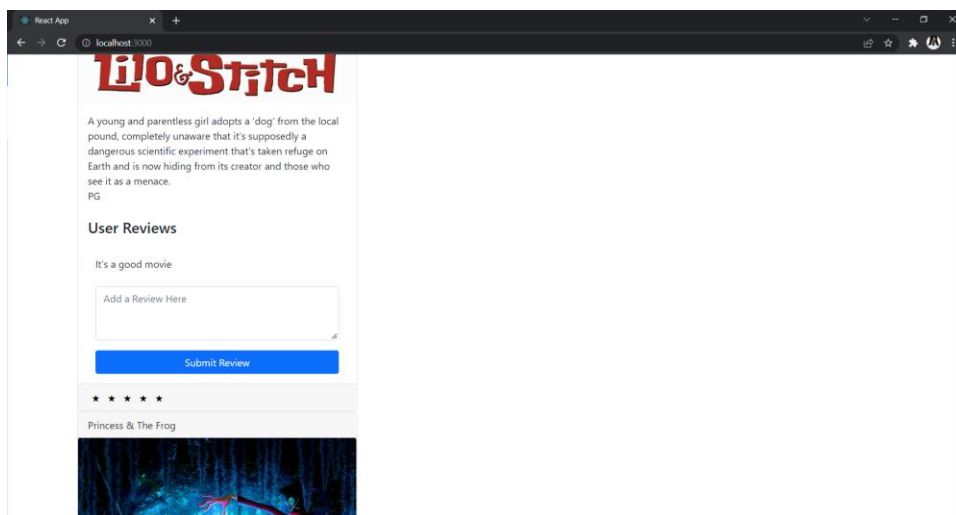 React App
localhost:3000
Lilo & Stitch
A young and parentless girl adopts a 'dog' from the local
pound, completely unaware that it's supposedly a
dangerous scientific experiment that's taken refuge on
Earth and is now hiding from its creator and those who
see it as a menace.
PG
User Reviews
It's a good movie
Add a Review Here
Submit Review
Princess & The Frog